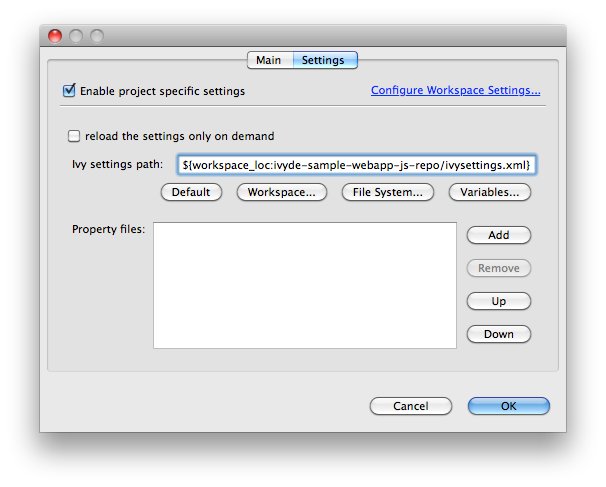 Main Settings
Enable project specific settings Configure Workspace Settings...
reload the settings only on demand
Ivy settings path: ${workspace_loc:ivyde-sample-webapp-js-repo/ivysettings.xml}
Default Workspace... File System... Variables...
Property files: Add
Remove
Up
Down
Cancel OK